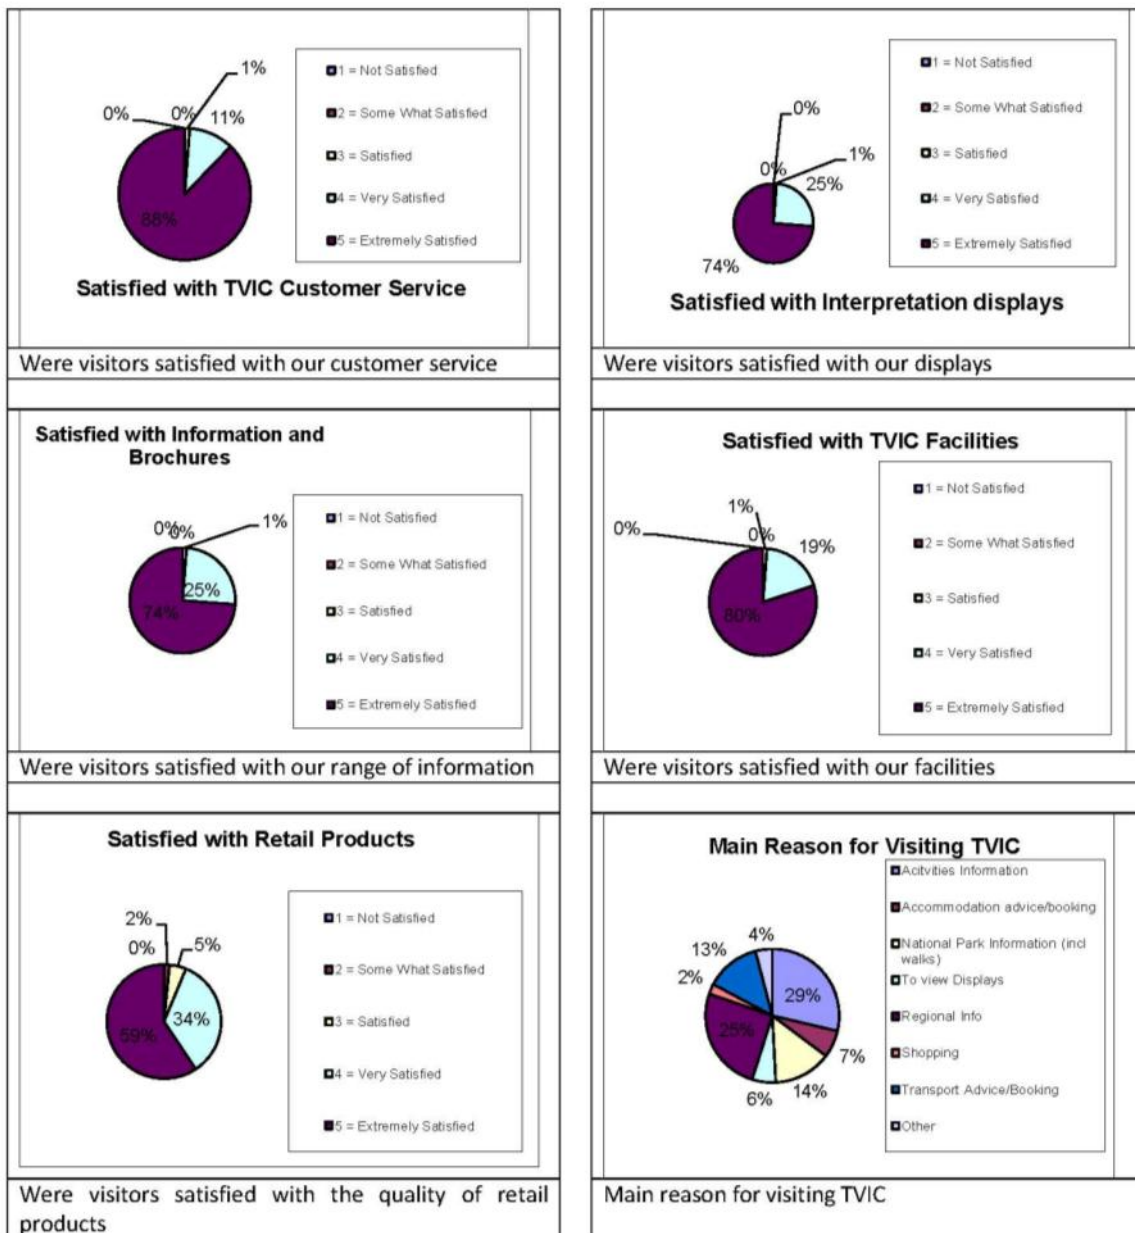 1%
0%
0%
11%
88%
1 = Not Satisfied
2 = Some What Satisfied
3 = Satisfied
4 = Very Satisfied
5 = Extremely Satisfied
Satisfied with TVIC Customer Service
Were visitors satisfied with our customer service
0%
0%
1%
25%
74%
1 = Not Satisfied
2 = Some What Satisfied
3 = Satisfied
4 = Very Satisfied
5 = Extremely Satisfied
Satisfied with Interpretation displays
Were visitors satisfied with our displays
Satisfied with Information and
Brochures
0%
0%
1%
25%
74%
1 = Not Satisfied
2 = Some What Satisfied
3 = Satisfied
4 = Very Satisfied
5 = Extremely Satisfied
Were visitors satisfied with our range of information
Satisfied with TVIC Facilities
0%
1%
0%
19%
80%
1 = Not Satisfied
2 = Some What Satisfied
3 = Satisfied
4 = Very Satisfied
5 = Extremely Satisfied
Were visitors satisfied with our facilities
Satisfied with Retail Products
2%
0%
5%
34%
59%
1 = Not Satisfied
2 = Some What Satisfied
3 = Satisfied
4 = Very Satisfied
5 = Extremely Satisfied
Were visitors satisfied with the quality of retail
products
Main Reason for Visiting TVIC
4%
13%
2%
29%
25%
7%
14%
6%
Acitvities Information
Accommodation advice/booking
National Park Information (incl
walks)
To view Displays
Regional Info
Shopping
Transport Advice/Booking
Other
Main reason for visiting TVIC